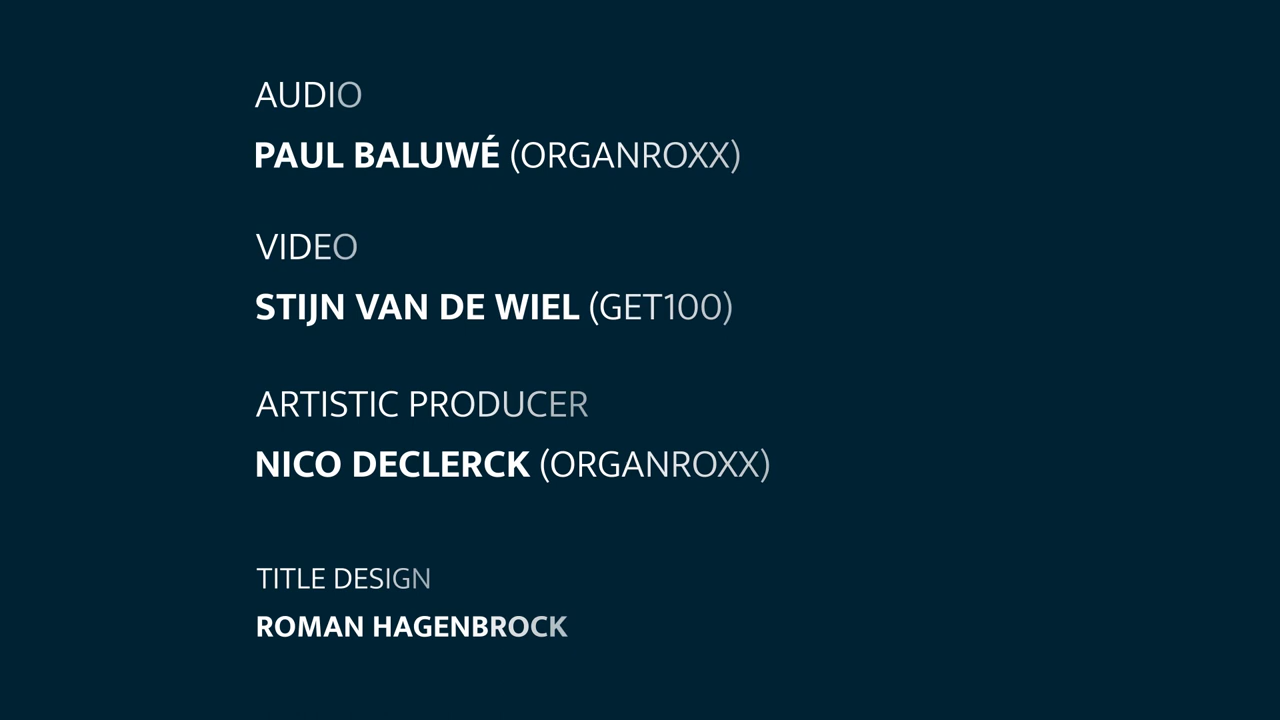 AUDIO
PAUL BALUWÉ (ORGANROXX)
VIDEO
STIJN VAN DE WIEL (GET100)
ARTISTIC PRODUCER
NICO DECLERCK (ORGANROXX)
TITLE DESIGN
ROMAN HAGENBROCK